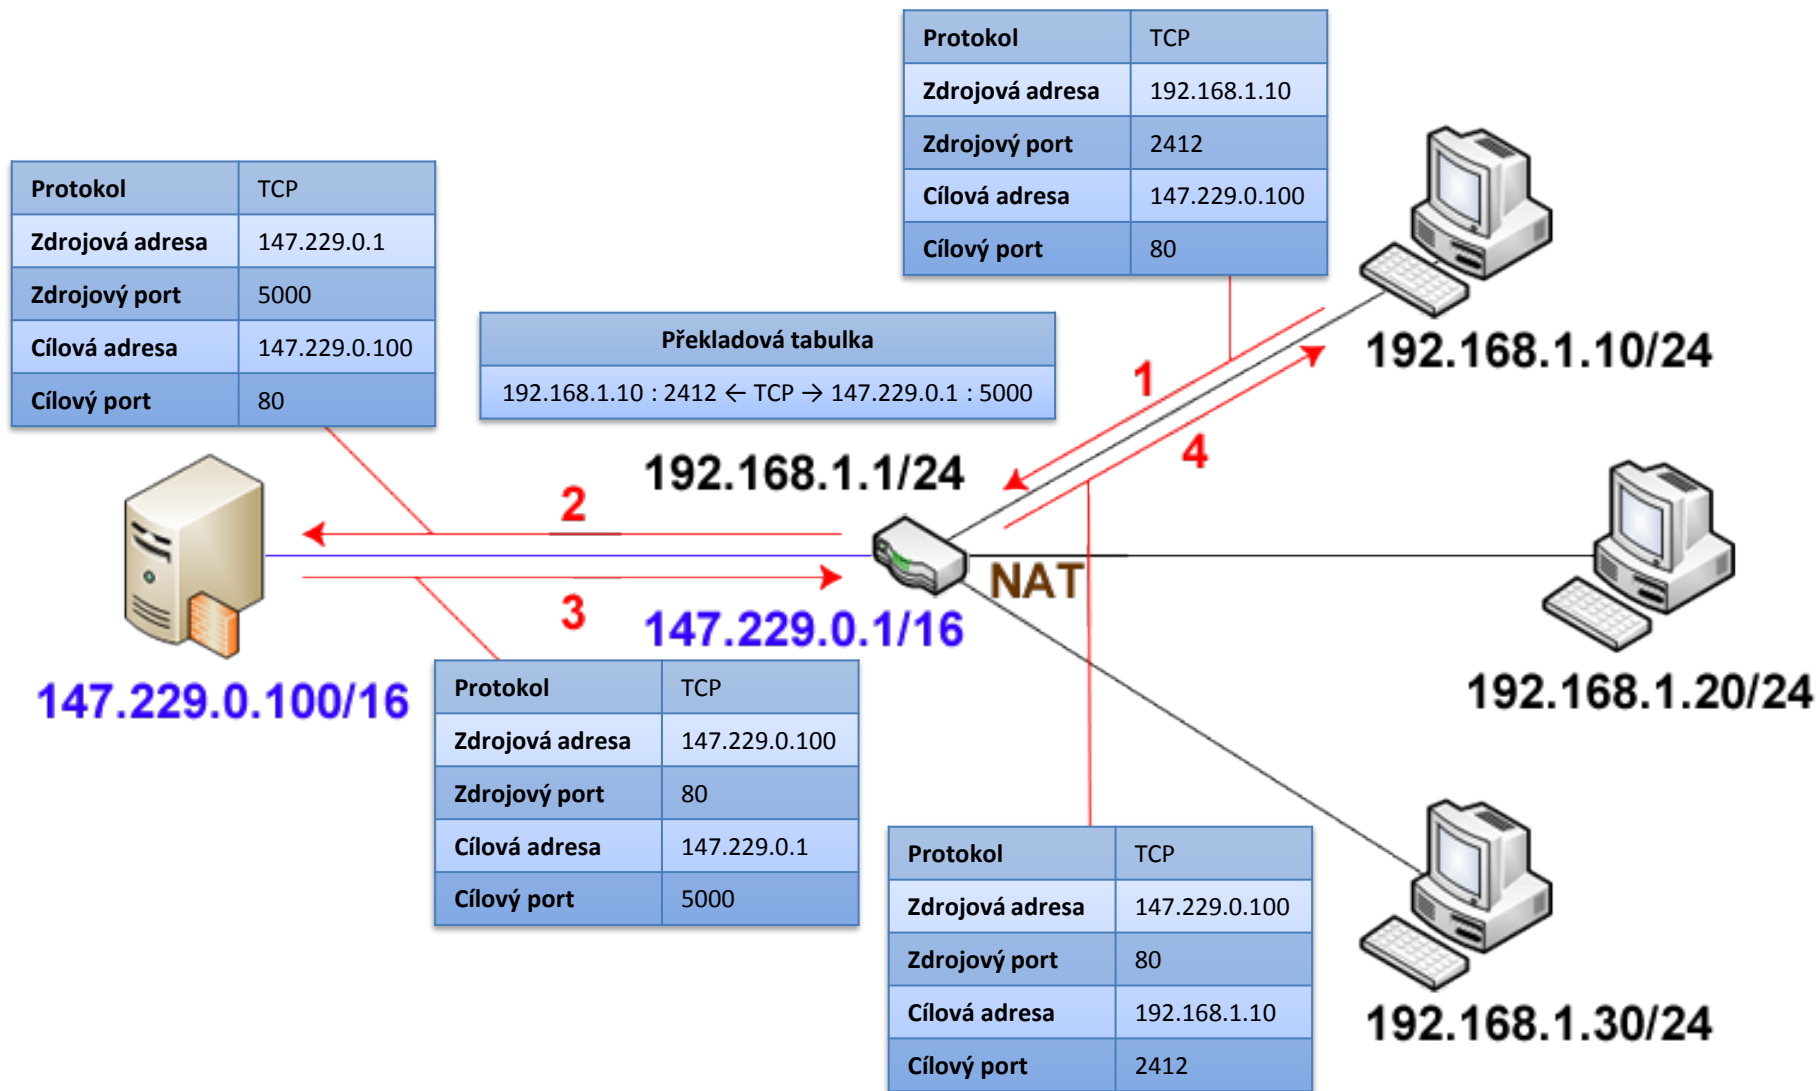 Protokol TCP
Zdrojová adresa 192.168.1.10
Zdrojový port 2412
Cílová adresa 147.229.0.100
Cílový port 80
Protokol TCP
Zdrojová adresa 147.229.0.1
Zdrojový port 5000
Cílová adresa 147.229.0.100
Cílový port 80
Překladová tabulka
192.168.1.10 : 2412 ← TCP → 147.229.0.1 : 5000
1
192.168.1.10/24
4
192.168.1.1/24
2
NAT
3
147.229.0.1/16
147.229.0.100/16
192.168.1.20/24
Protokol TCP
Zdrojová adresa 147.229.0.100
Zdrojový port 80
Cílová adresa 147.229.0.1
Cílový port 5000
Protokol TCP
Zdrojová adresa 147.229.0.100
Zdrojový port 80
Cílová adresa 192.168.1.10
Cílový port 2412
192.168.1.30/24